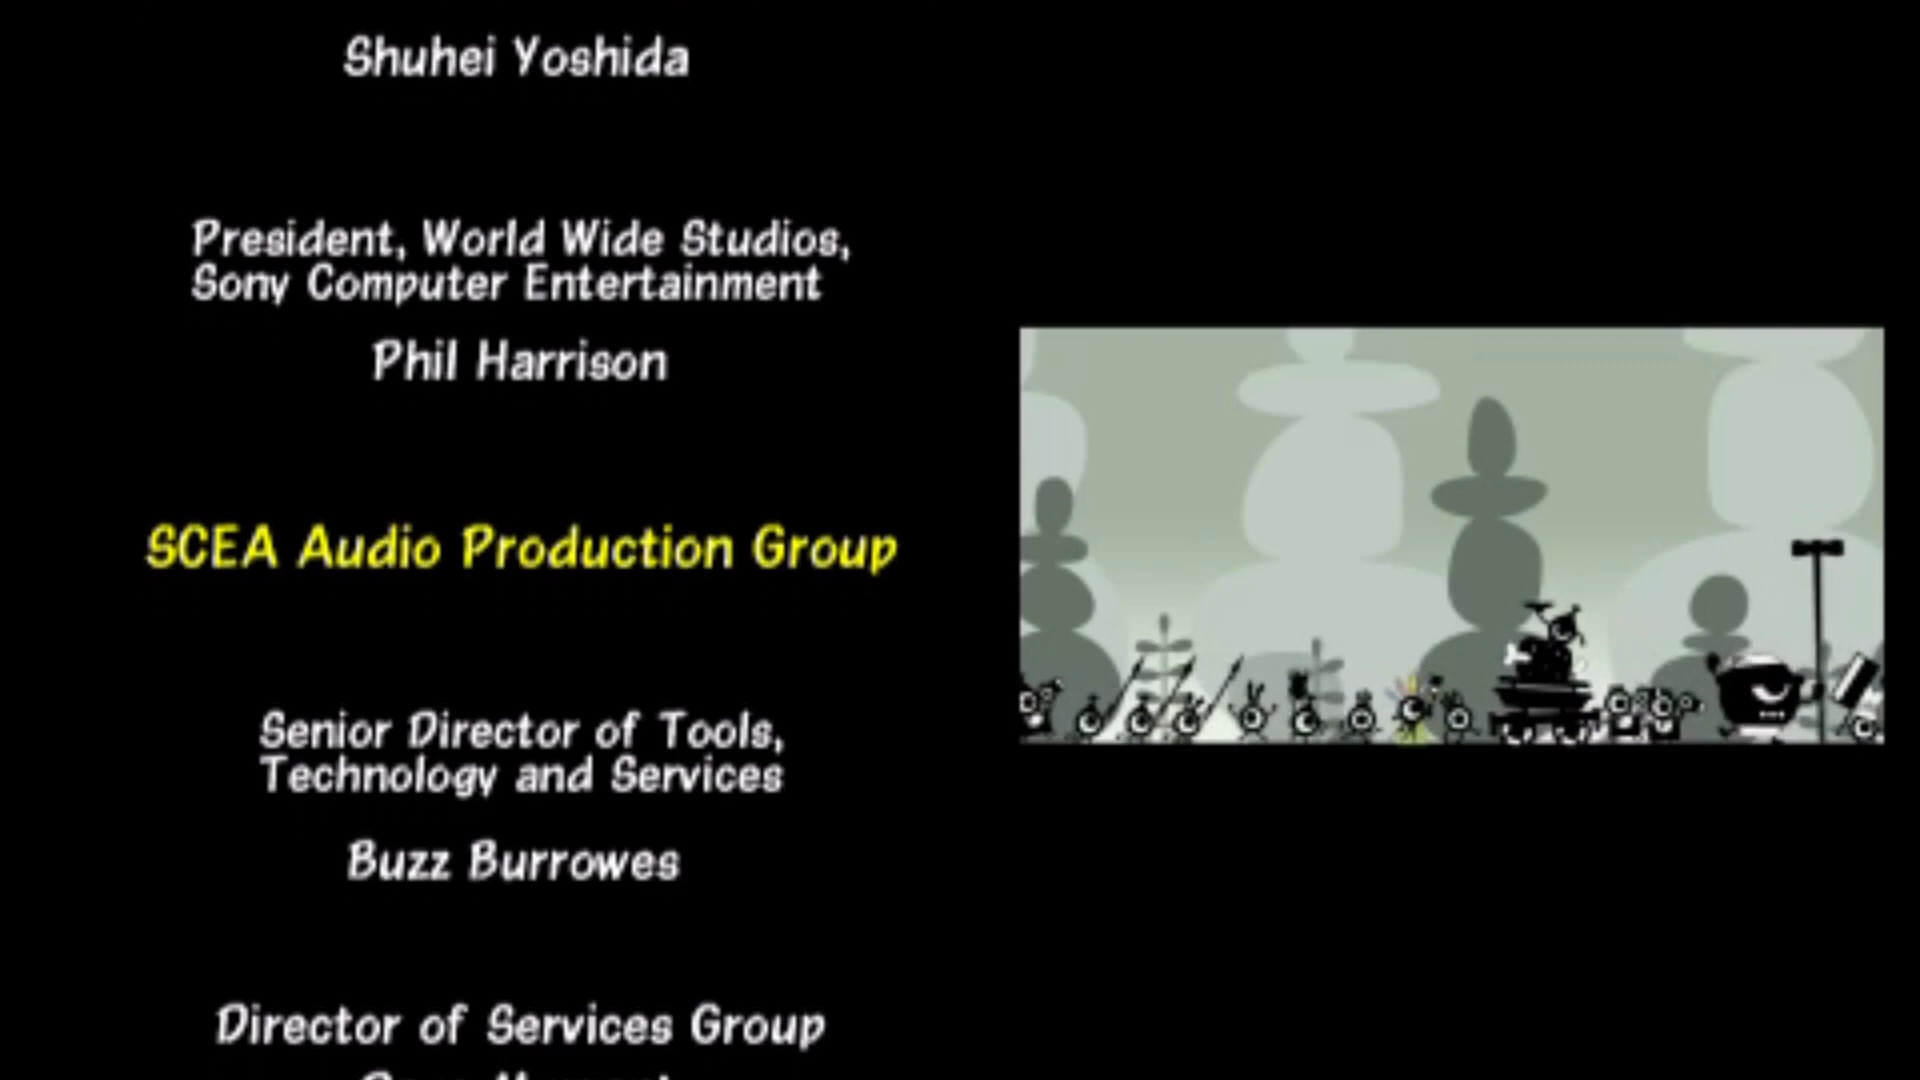 Shuhei Yoshida
President, World Wide Studios,
Sony Computer Entertainment
Phil Harrison
SCEA Audio Production Group
Senior Director of Tools,
Technology and Services
Buzz Burrowes
Director of Services Group